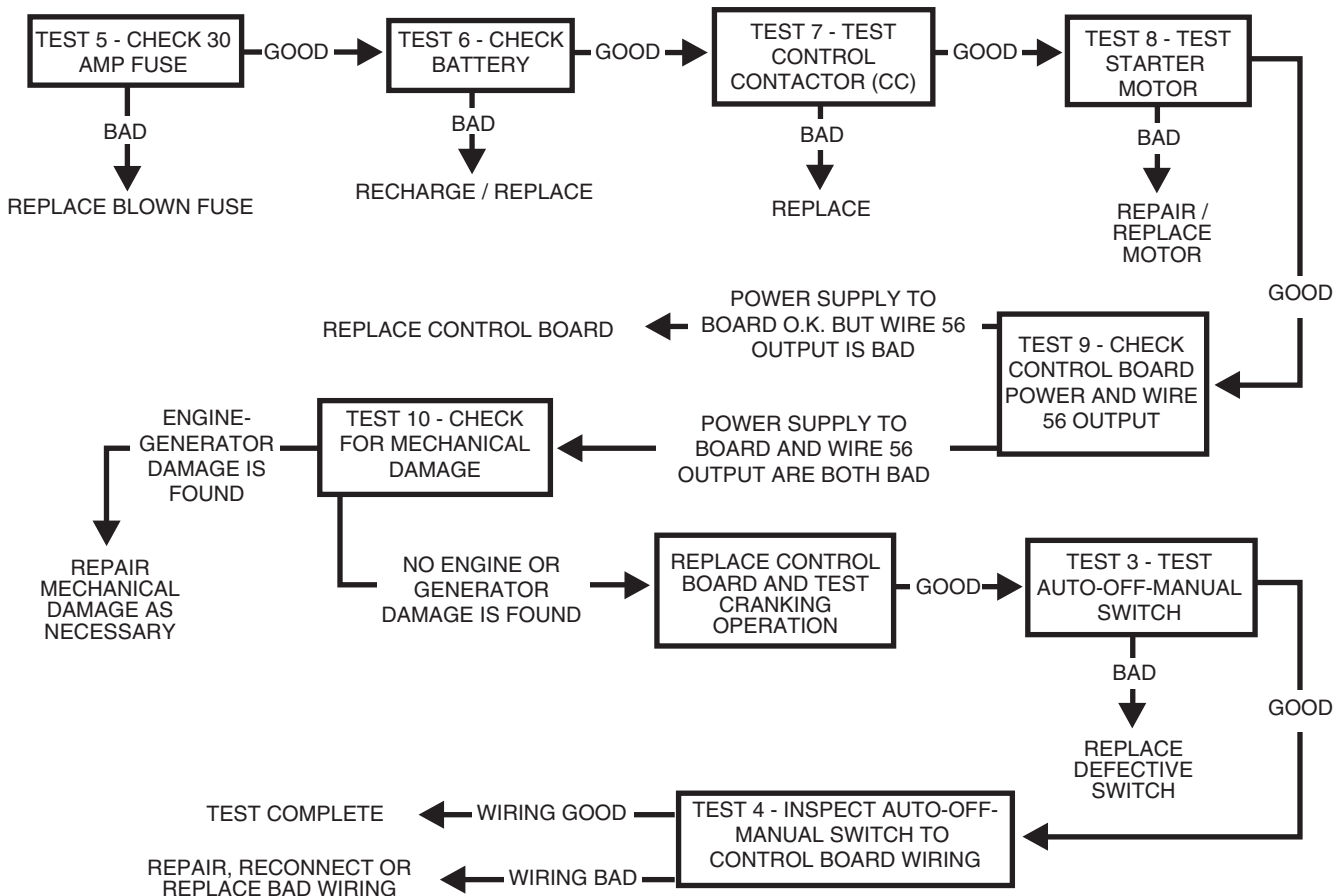 TEST 5 - CHECK 30
AMP FUSE
GOOD
TEST 6 - CHECK
BATTERY
GOOD
TEST 7 - TEST
CONTROL
CONTACTOR (CC)
GOOD
TEST 8 - TEST
STARTER
MOTOR
BAD
REPLACE BLOWN FUSE
BAD
RECHARGE / REPLACE
BAD
REPLACE
BAD
REPAIR /
REPLACE
MOTOR
GOOD
TEST 9 - CHECK
CONTROL BOARD
POWER AND WIRE
56 OUTPUT
POWER SUPPLY TO
BOARD O.K. BUT WIRE 56
OUTPUT IS BAD
REPLACE CONTROL BOARD
POWER SUPPLY TO
BOARD AND WIRE 56
OUTPUT ARE BOTH BAD
TEST 10 - CHECK
FOR MECHANICAL
DAMAGE
ENGINE-
GENERATOR
DAMAGE IS
FOUND
REPAIR
MECHANICAL
DAMAGE AS
NECESSARY
NO ENGINE OR
GENERATOR
DAMAGE IS FOUND
REPLACE CONTROL
BOARD AND TEST
CRANKING
OPERATION
GOOD
TEST 3 - TEST
AUTO-OFF-MANUAL
SWITCH
BAD
REPLACE
DEFECTIVE
SWITCH
GOOD
TEST 4 - INSPECT AUTO-OFF-
MANUAL SWITCH TO
CONTROL BOARD WIRING
WIRING GOOD
TEST COMPLETE
WIRING BAD
REPAIR, RECONNECT OR
REPLACE BAD WIRING